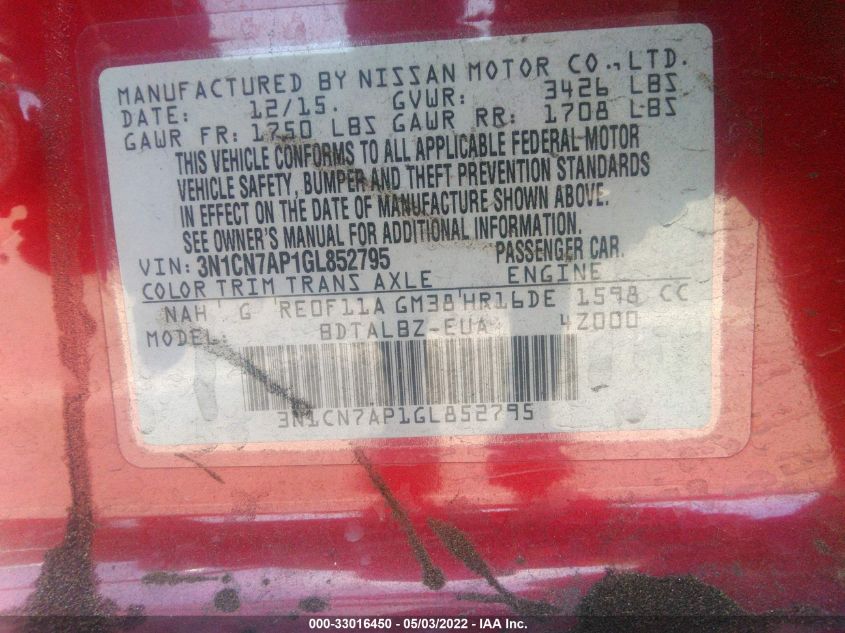 MANUFACTURED BY NISSAN MOTOR CO., LTD.
DATE: 12/15. GVWR: 3426 LBS
GAWR FR: 1750 LBS GAWR RR: 1708 LBS
THIS VEHICLE CONFORMS TO ALL APPLICABLE FEDERAL MOTOR
VEHICLE SAFETY, BUMPER AND THEFT PREVENTION STANDARDS
IN EFFECT ON THE DATE OF MANUFACTURE SHOWN ABOVE.
SEE OWNER'S MANUAL FOR ADDITIONAL INFORMATION.
VIN: 3N1CN7AP1GL852795 PASSENGER CAR.
COLOR TRIM TRANS AXLE ENGINE
NAH G RE0F11A GM38 HR16DE 1598 CC
MODEL: BDTALBZ-EUA 4Z000
3N1CN7AP1GL852795
000-33016450 - 05/03/2022 - IAA Inc.